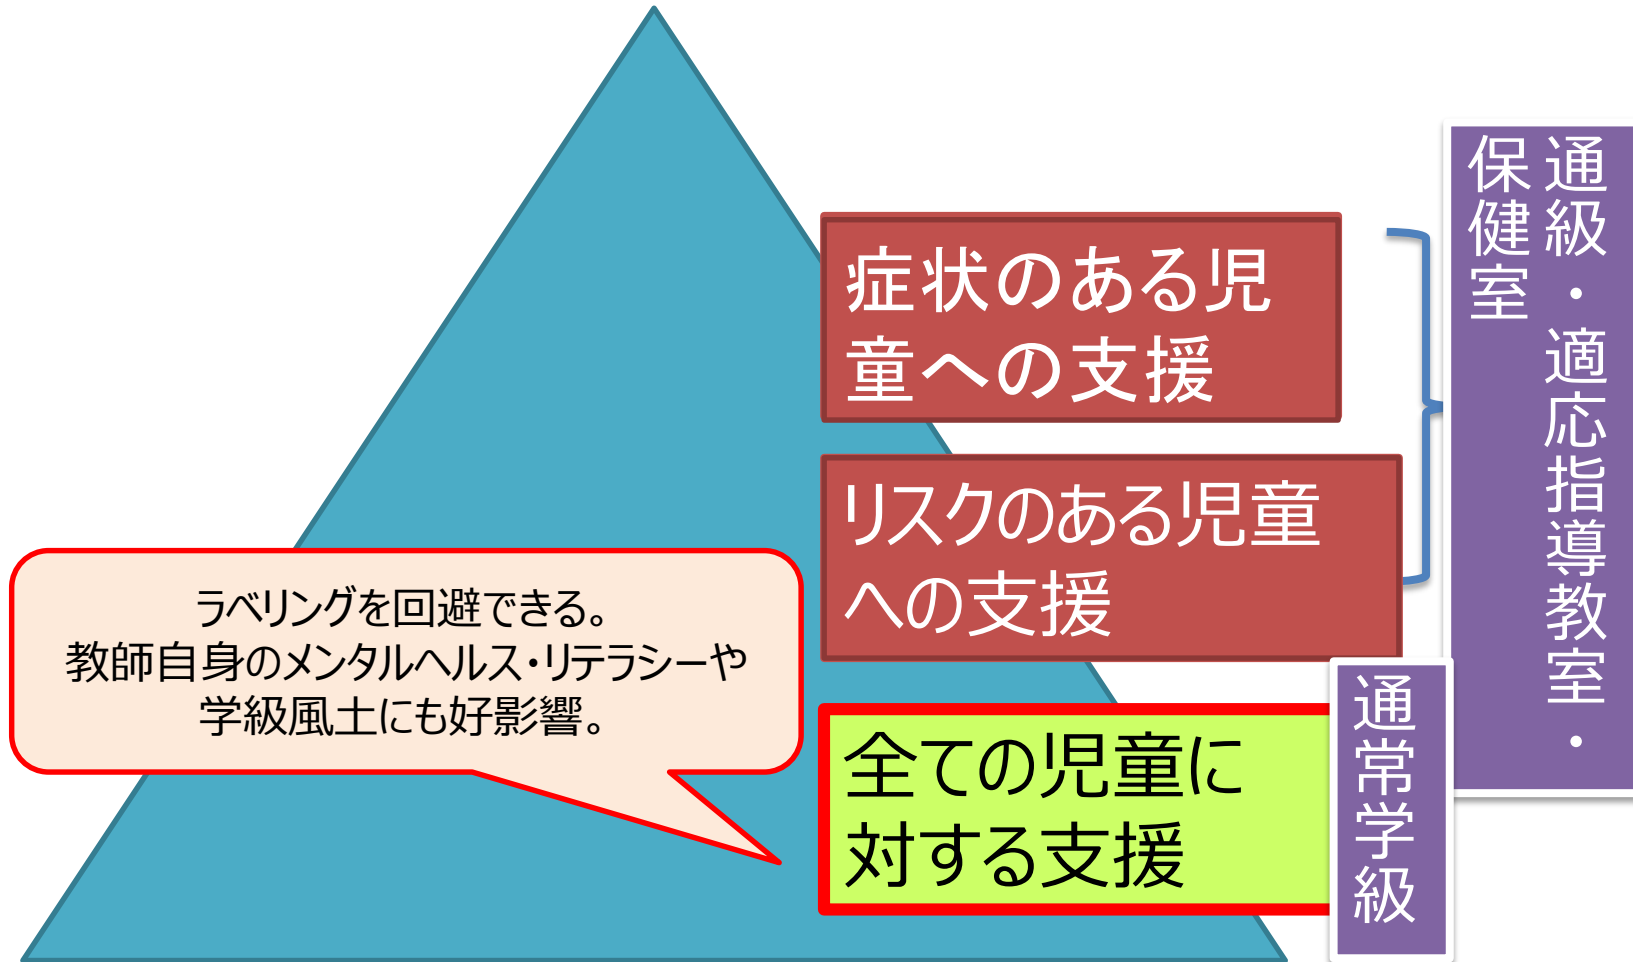 症状のある児
童への支援
リスクのある児童
への支援
全ての児童に
対する支援
ラベリングを回避できる。
教師自身のメンタルヘルス・リテラシーや
学級風土にも好影響。
通級・適応指導教室・
保健室
通常学級